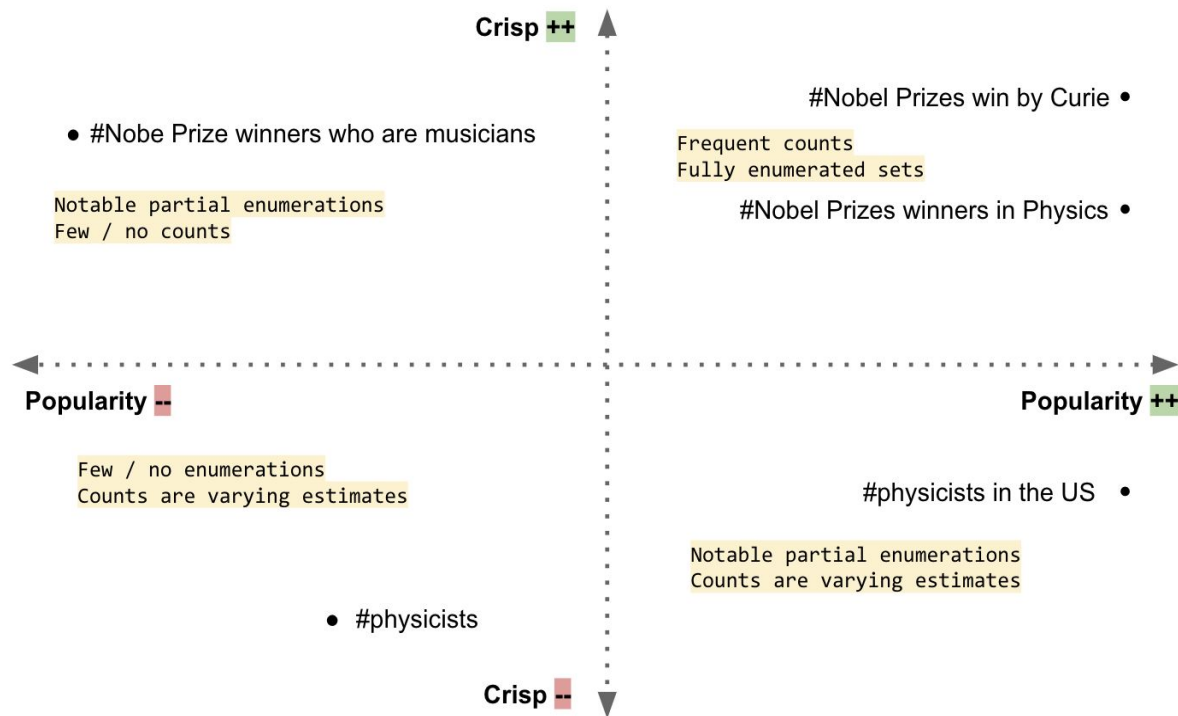 Crisp ++
#Nobel Prizes win by Curie
● #Nobe Prize winners who are musicians
Frequent counts
Fully enumerated sets
Notable partial enumerations
Few / no counts
#Nobel Prizes winners in Physics
Popularity --
Popularity ++
Few / no enumerations
Counts are varying estimates
#physicists in the US
Notable partial enumerations
Counts are varying estimates
● #physicists
Crisp --